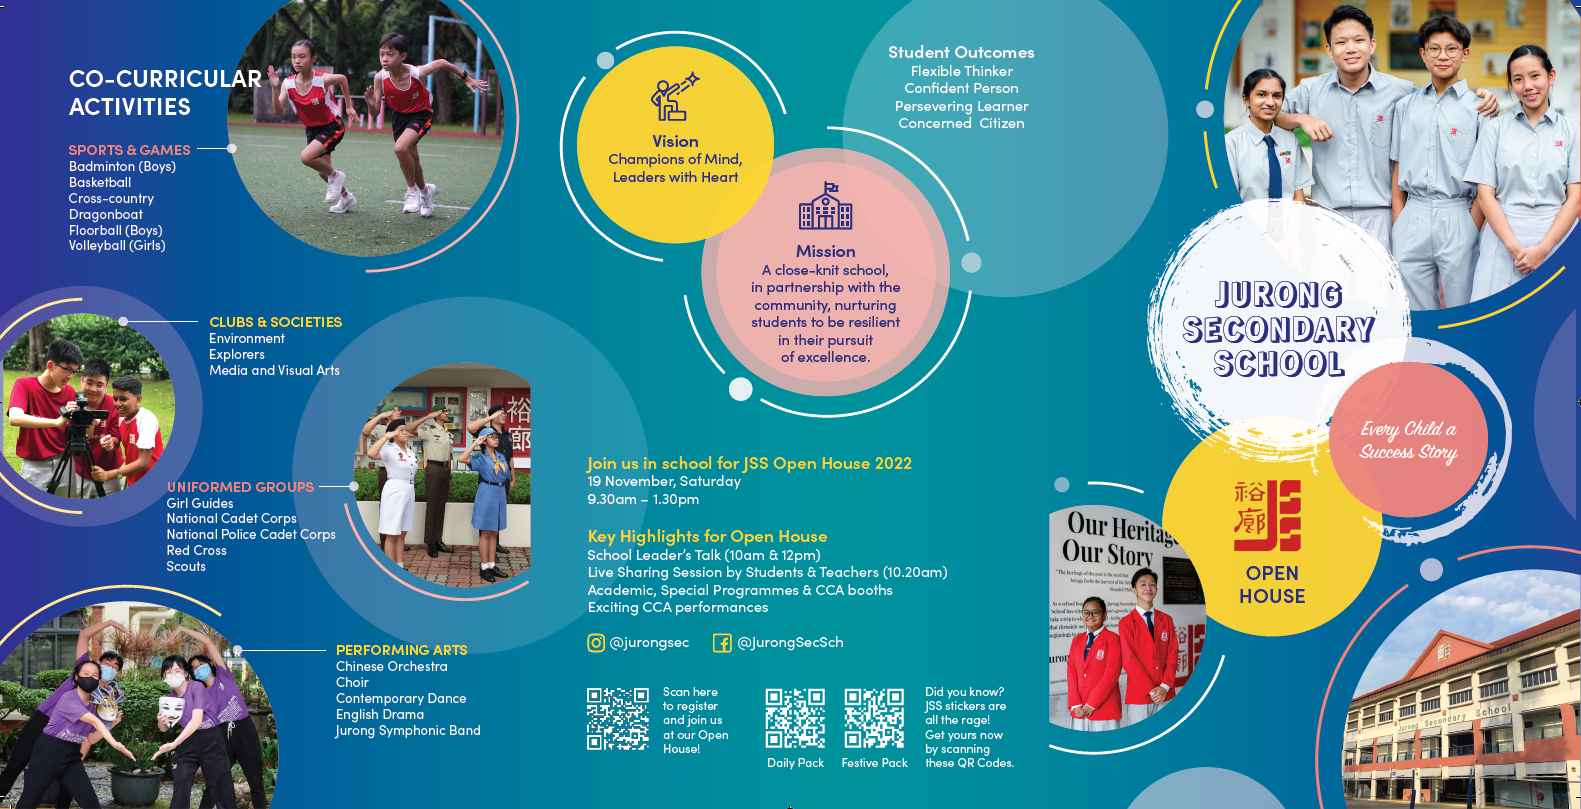 CO-CURRICULAR
ACTIVITIES
SPORTS & GAMES
Badminton (Boys)
Basketball
Cross-country
Dragonboat
Floorball (Boys)
Volleyball (Girls)
CLUBS & SOCIETIES
Environment
Explorers
Media and Visual Arts
UNIFORMED GROUPS
Girl Guides
National Cadet Corps
National Police Cadet Corps
Red Cross
Scouts
PERFORMING ARTS
Chinese Orchestra
Choir
Contemporary Dance
English Drama
Jurong Symphonic Band
裕
廊
Vision
Champions of Mind,
Leaders with Heart
Mission
A close-knit school,
in partnership with the
community, nurturing
students to be resilient
in their pursuit
of excellence.
Student Outcomes
Flexible Thinker
Confident Person
Persevering Learner
Concerned Citizen
Join us in school for JSS Open House 2022
19 November, Saturday
9.30am – 1.30pm
Key Highlights for Open House
School Leader's Talk (10am & 12pm)
Live Sharing Session by Students & Teachers (10.20am)
Academic, Special Programmes & CCA booths
Exciting CCA performances
@jurongsec
@JurongSecSch
Scan here
to register
and join us
at our Open
House!
Daily Pack
Festive Pack
Did you know?
JSS stickers are
all the rage!
Get yours now
by scanning
these QR Codes.
JURONG
SECONDARY
SCHOOL
Every Child a
Success Story
裕
廊
JSS
OPEN
HOUSE
Our Heritag
Our Story
Jurong Secondary School